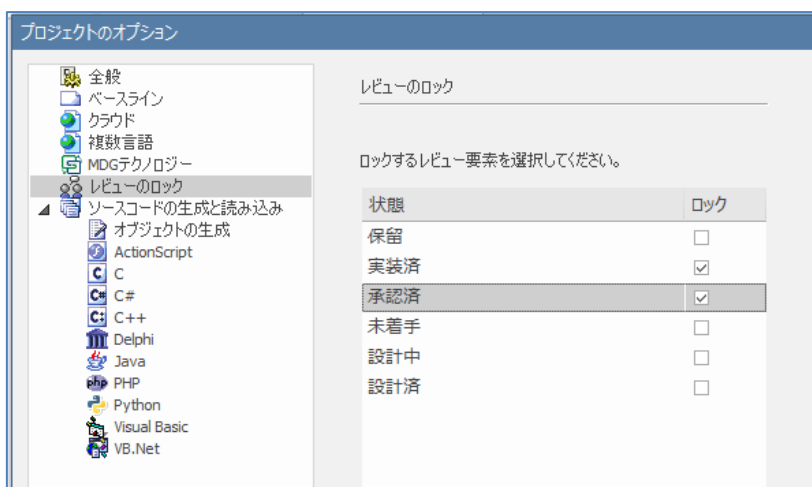 プロジェクトのオプション
全般
ベースライン
クラウド
複数言語
MDGテクノロジー
レビューのロック
ソースコードの生成と読み込み
オブジェクトの生成
ActionScript
C
C#
C++
Delphi
Java
PHP
Python
Visual Basic
VB.Net
レビューのロック
ロックするレビュー要素を選択してください。
状態 ロック
保留
実装済
承認済
未着手
設計中
設計済